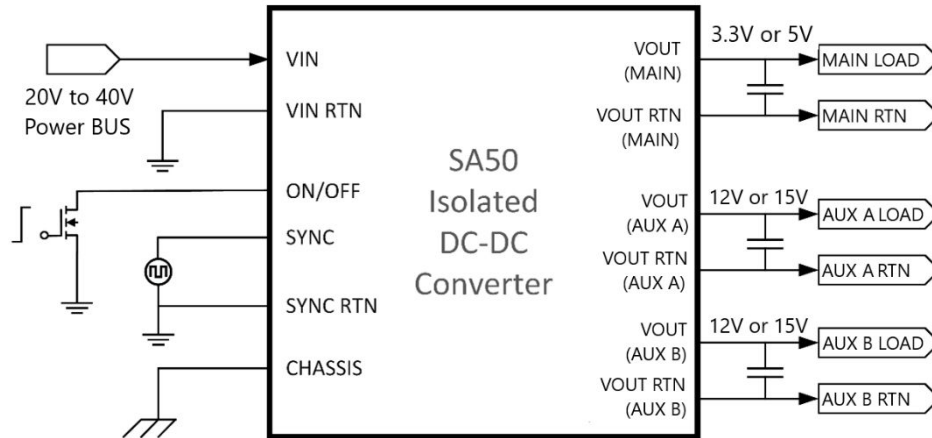 VIN
20V to 40V
Power BUS
VIN RTN
ON/OFF
SYNC
SYNC RTN
CHASSIS
SA50
Isolated
DC-DC
Converter
VOUT
(MAIN)
3.3V or 5V
MAIN LOAD
VOUT RTN
(MAIN)
MAIN RTN
VOUT
(AUX A)
12V or 15V
AUX A LOAD
VOUT RTN
(AUX A)
AUX A RTN
VOUT
(AUX B)
12V or 15V
AUX B LOAD
VOUT RTN
(AUX B)
AUX B RTN